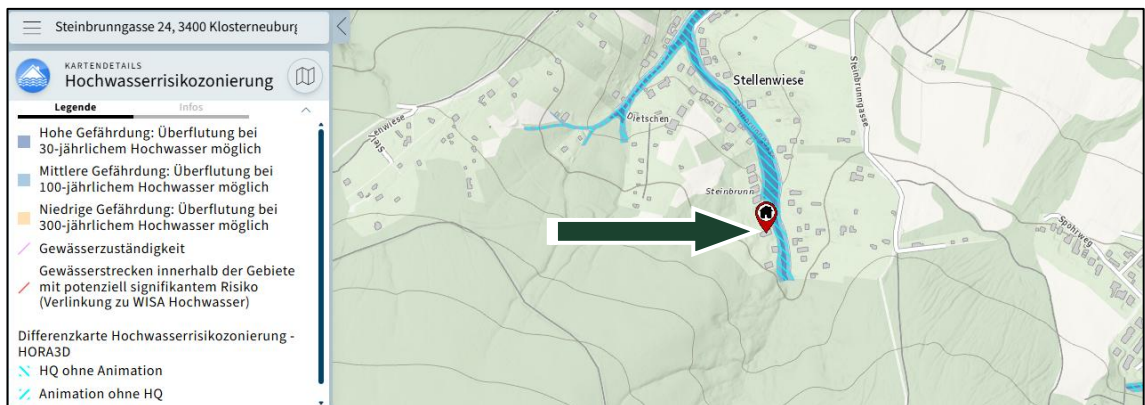 Steinbrunngasse 24, 3400 Klosterneuburg
KARTENDETAILS
Hochwasserrisikozonierung
Legende
Infos
Hohe Gefährdung: Überflutung bei
30-jährlichem Hochwasser möglich
Mittlere Gefährdung: Überflutung bei
100-jährlichem Hochwasser möglich
Niedrige Gefährdung: Überflutung bei
300-jährlichem Hochwasser möglich
Gewässerzuständigkeit
Gewässerstrecken innerhalb der Gebiete
mit potenziell signifikantem Risiko
(Verlinkung zu WISA Hochwasser)
Differenzkarte Hochwasserrisikozonierung -
HORA3D
HQ ohne Animation
Animation ohne HQ
Stellenwiese
Dietschen
Stellenwiese
Steinbrunn
Steinbrunngasse
Spöhrweg